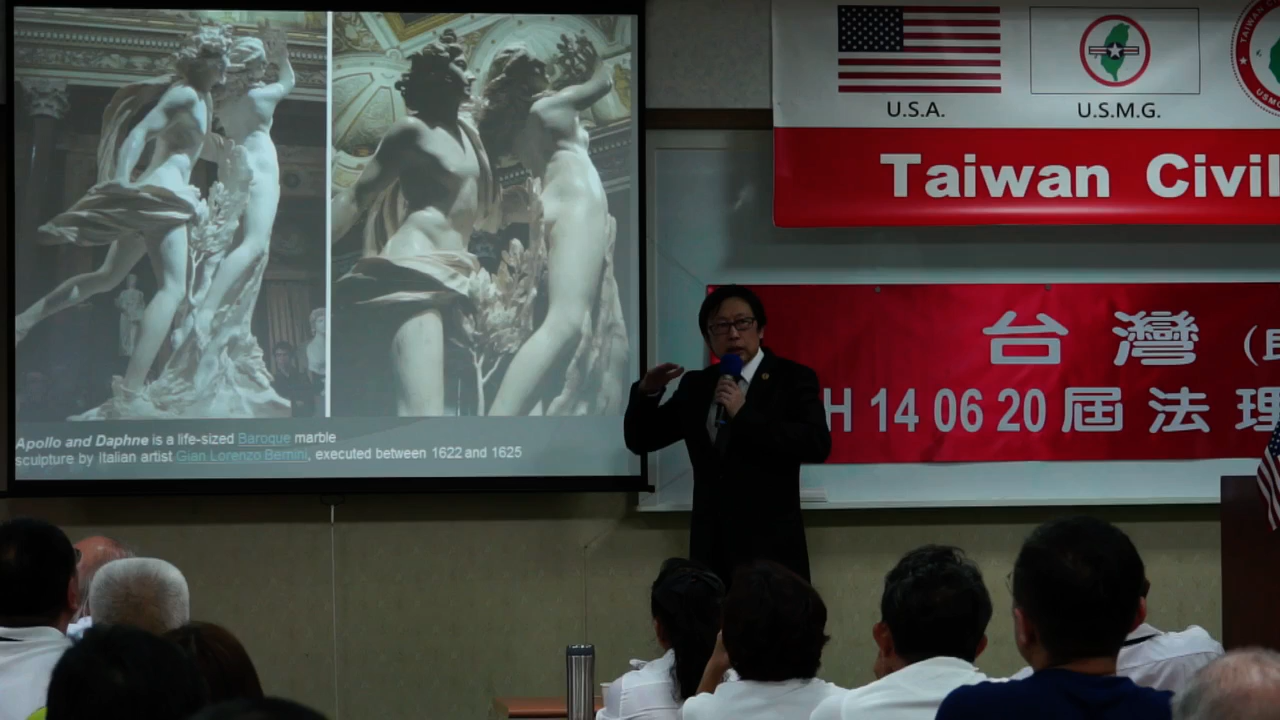 Apollo and Daphne is a life-sized Baroque marble
sculpture by Italian artist Gian Lorenzo Bernini, executed between 1622 and 1625
U.S.A.
U.S.M.G.
TAIWAN
Taiwan Civil
台灣
H 14 06 20 屆法理